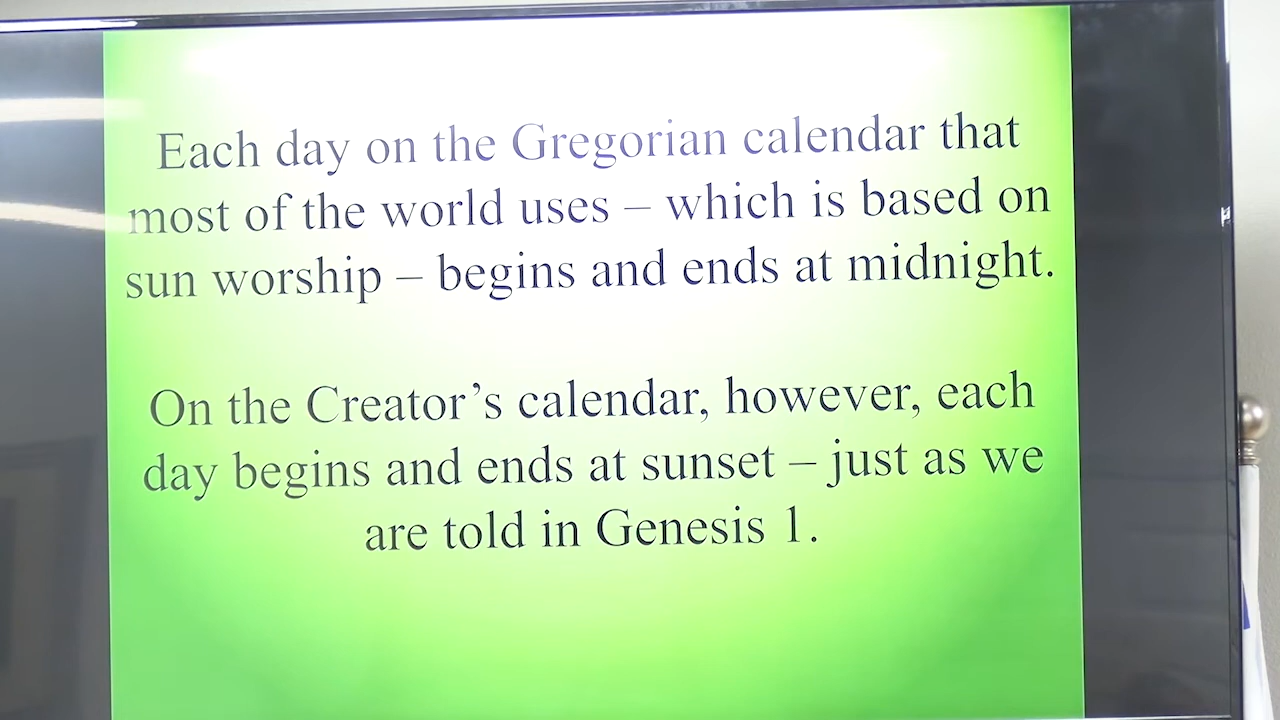 Each day on the Gregorian calendar that
most of the world uses – which is based on
sun worship – begins and ends at midnight.
On the Creator’s calendar, however, each
day begins and ends at sunset – just as we
are told in Genesis 1.